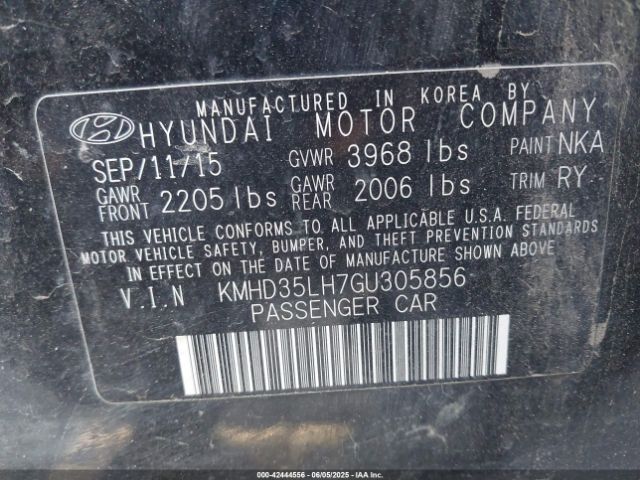 MANUFACTURED IN KOREA BY
HYUNDAI MOTOR COMPANY
SEP/11/15 GVWR 3968 lbs PAINT NKA
GAWR FRONT 2205 lbs GAWR REAR 2006 lbs TRIM RY
THIS VEHICLE CONFORMS TO ALL APPLICABLE U.S.A. FEDERAL
MOTOR VEHICLE SAFETY, BUMPER, AND THEFT PREVENTION STANDARDS
IN EFFECT ON THE DATE OF MANUFACTURE SHOWN ABOVE
V.I.N KMHD35LH7GU305856
PASSENGER CAR
000-42444556 - 06/05/2025 - IAA, Inc.